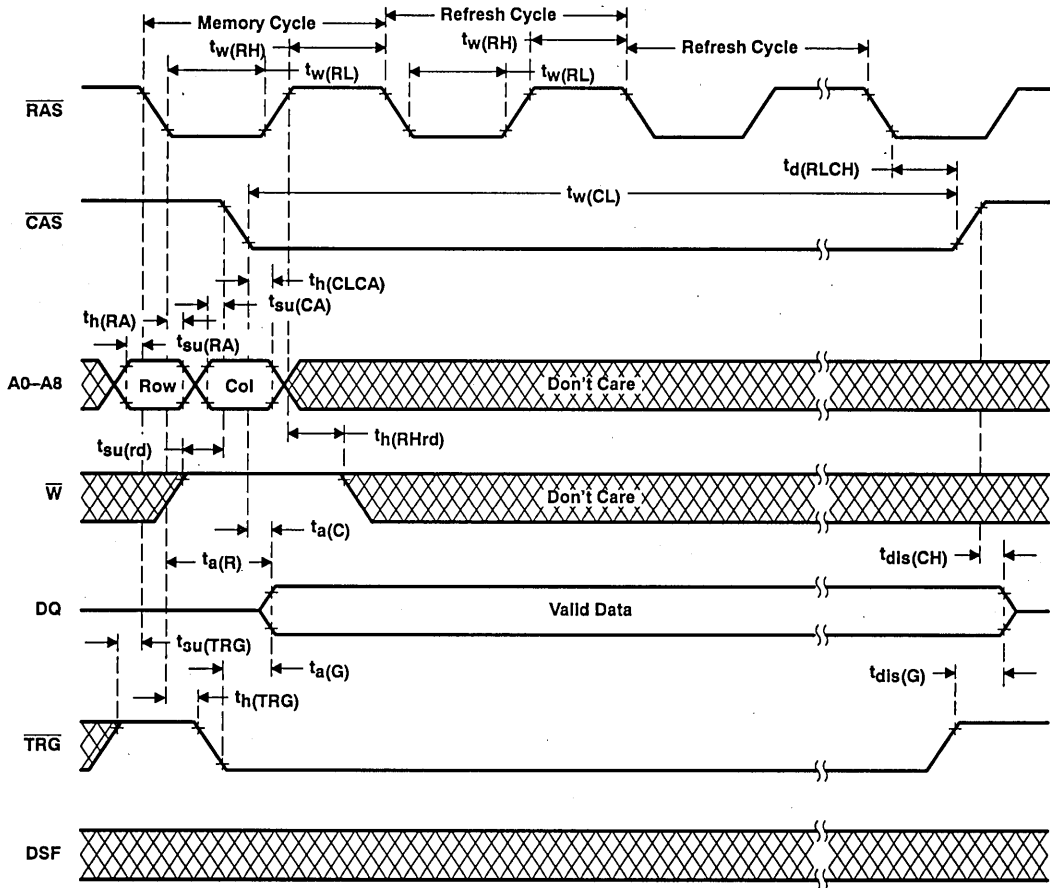 Memory Cycle
Refresh Cycle
tw(RH)
tw(RH)
Refresh Cycle
tw(RL)
tw(RL)
RAS
td(RLCH)
tw(CL)
CAS
th(CLCA)
tsu(CA)
th(RA)
tsu(RA)
A0–A8
Row
Col
Don't Care
tsu(rd)
th(RHrd)
W
Don't Care
ta(C)
ta(R)
tdis(CH)
DQ
Valid Data
tsu(TRG)
ta(G)
tdis(G)
th(TRG)
TRG
DSF